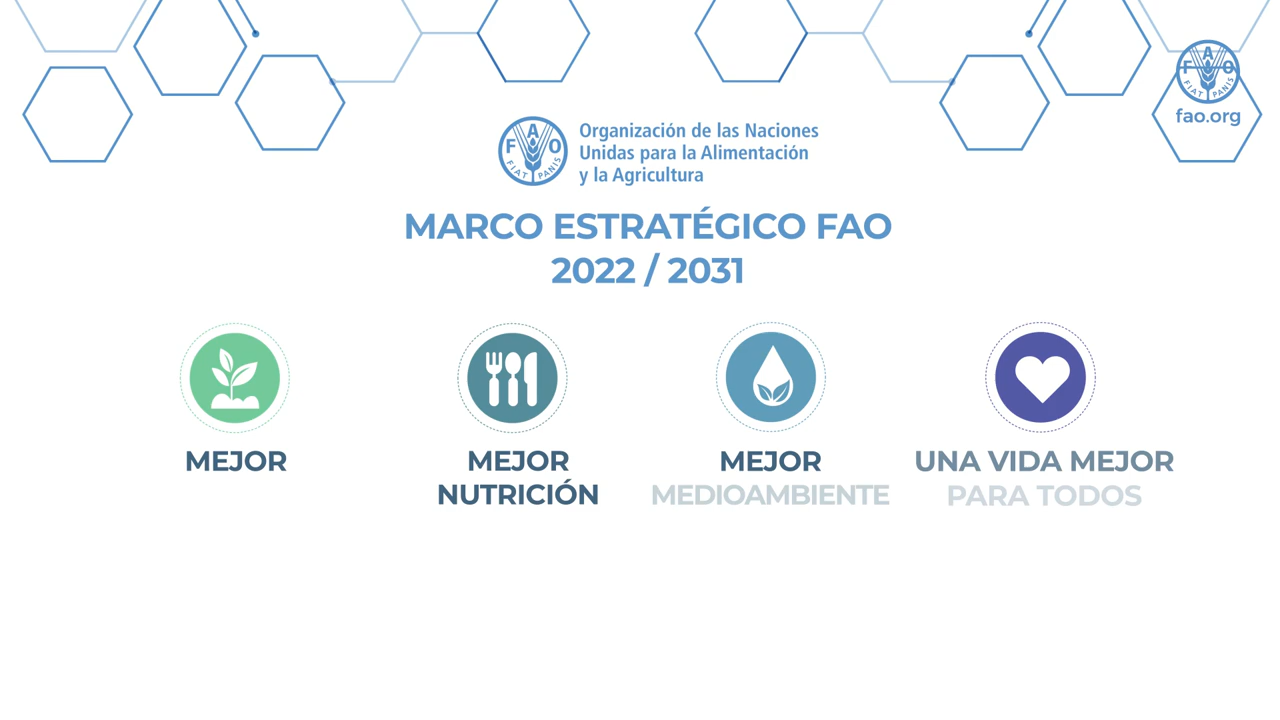 FAO
FIAT PANIS
fao.org
FAO
FIAT PANIS
Organización de las Naciones
Unidas para la Alimentación
y la Agricultura
MARCO ESTRATÉGICO FAO
2022 / 2031
MEJOR
MEJOR
NUTRICIÓN
MEJOR
MEDIOAMBIENTE
UNA VIDA MEJOR
PARA TODOS